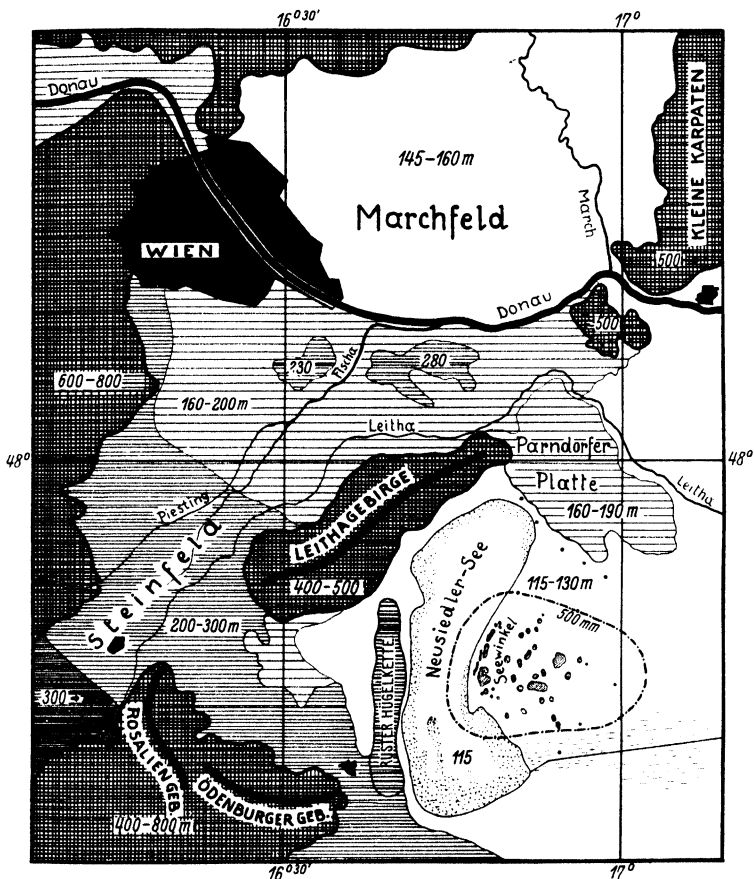 16°30'
17°
Donau
KLEINE KARPATEN
145-160 m
Marchfeld
March
WIEN
500
Donau
500
230
Fischa
280
600-800
160-200 m
Leitha
48°
Parndorfer
48°
Platte
Leitha
160-190 m
Piesting
LEITHAGEBIRGE
Steinfeld
400-500
Neusiedler-See
115-130 m
500 mm
200-300 m
Seewinkel
RUSTER HÜGELKETTE
300
ROSALIENGEB.
115
ÖDENBURGER GEB.
400-800 m
16°30'
17°